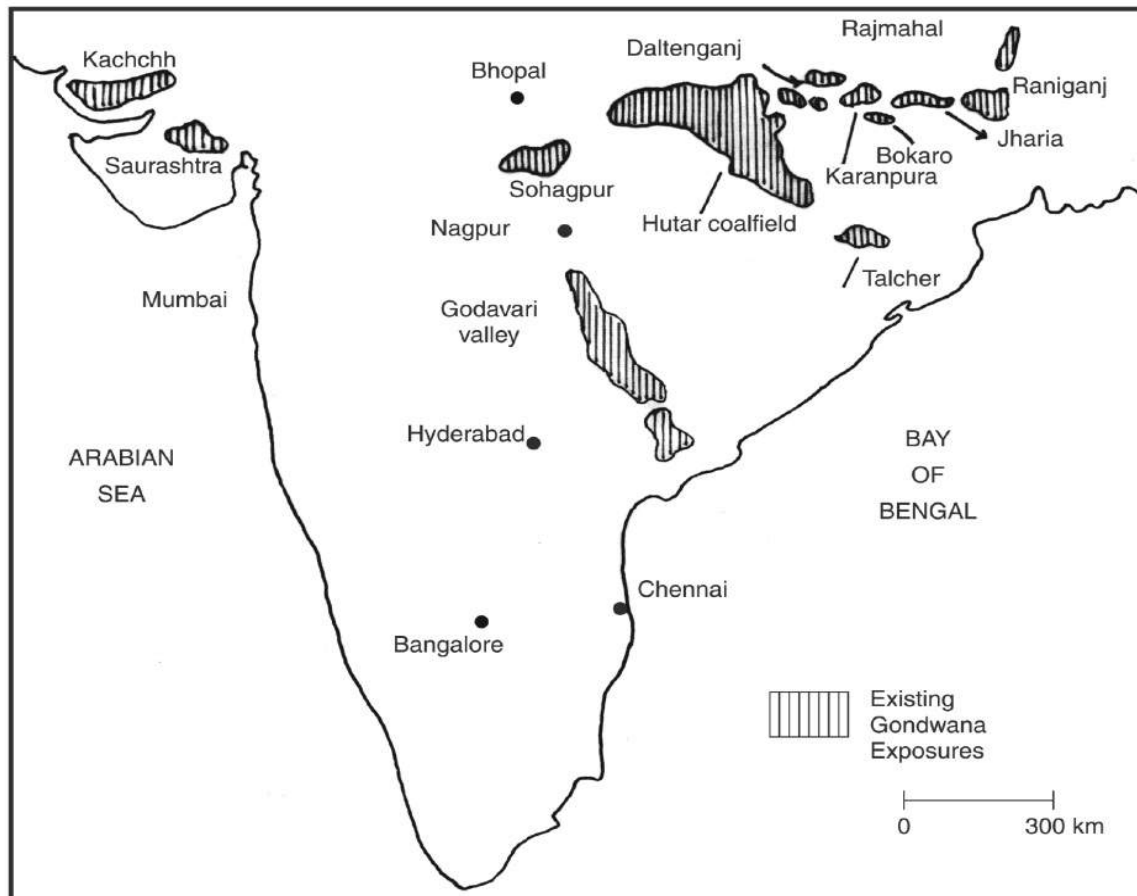 Rajmahal
Daltenganj
Kachchh
Bhopal
Raniganj
Jharia
Bokaro
Saurashtra
Karanpura
Sohagpur
Hutar coalfield
Nagpur
Talcher
Mumbai
Godavari
valley
Hyderabad
ARABIAN
SEA
BAY
OF
BENGAL
Chennai
Bangalore
Existing
Gondwana
Exposures
0 300 km